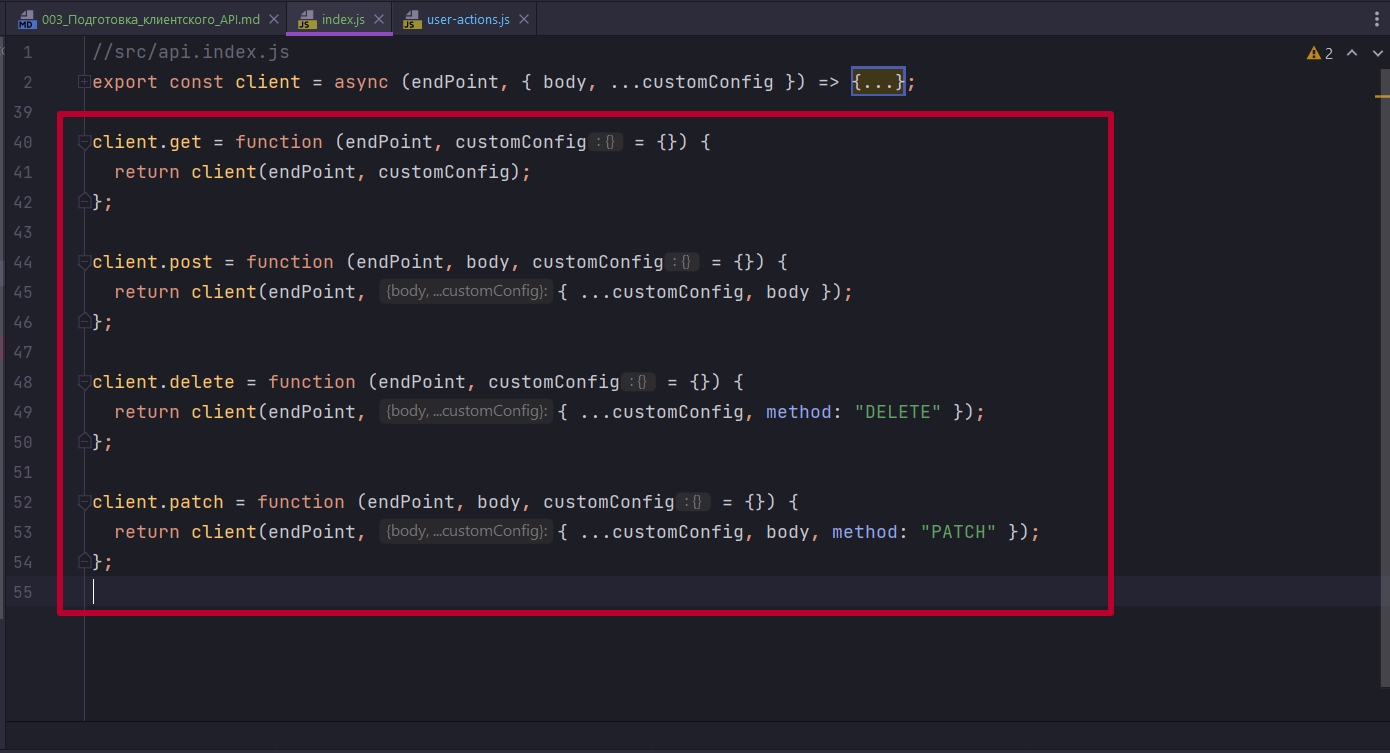 MD 003_Подготовка_клиентского_API.md JS index.js JS user-actions.js
1 //src/api.index.js 2
2 export const client = async (endPoint, { body, ...customConfig }) => {...};
39
40 client.get = function (endPoint, customConfig : {} = {}) {
41 return client(endPoint, customConfig);
42 };
43
44 client.post = function (endPoint, body, customConfig : {} = {}) {
45 return client(endPoint, {body, ...customConfig}: { ...customConfig, body });
46 };
47
48 client.delete = function (endPoint, customConfig : {} = {}) {
49 return client(endPoint, {body, ...customConfig}: { ...customConfig, method: "DELETE" });
50 };
51
52 client.patch = function (endPoint, body, customConfig : {} = {}) {
53 return client(endPoint, {body, ...customConfig}: { ...customConfig, body, method: "PATCH" });
54 };
55